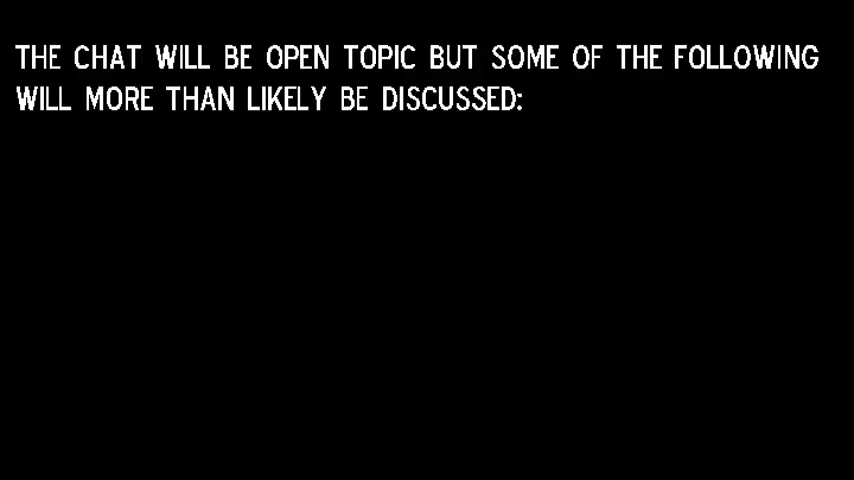 THE CHAT WILL BE OPEN TOPIC BUT SOME OF THE FOLLOWING
WILL MORE THAN LIKELY BE DISCUSSED: